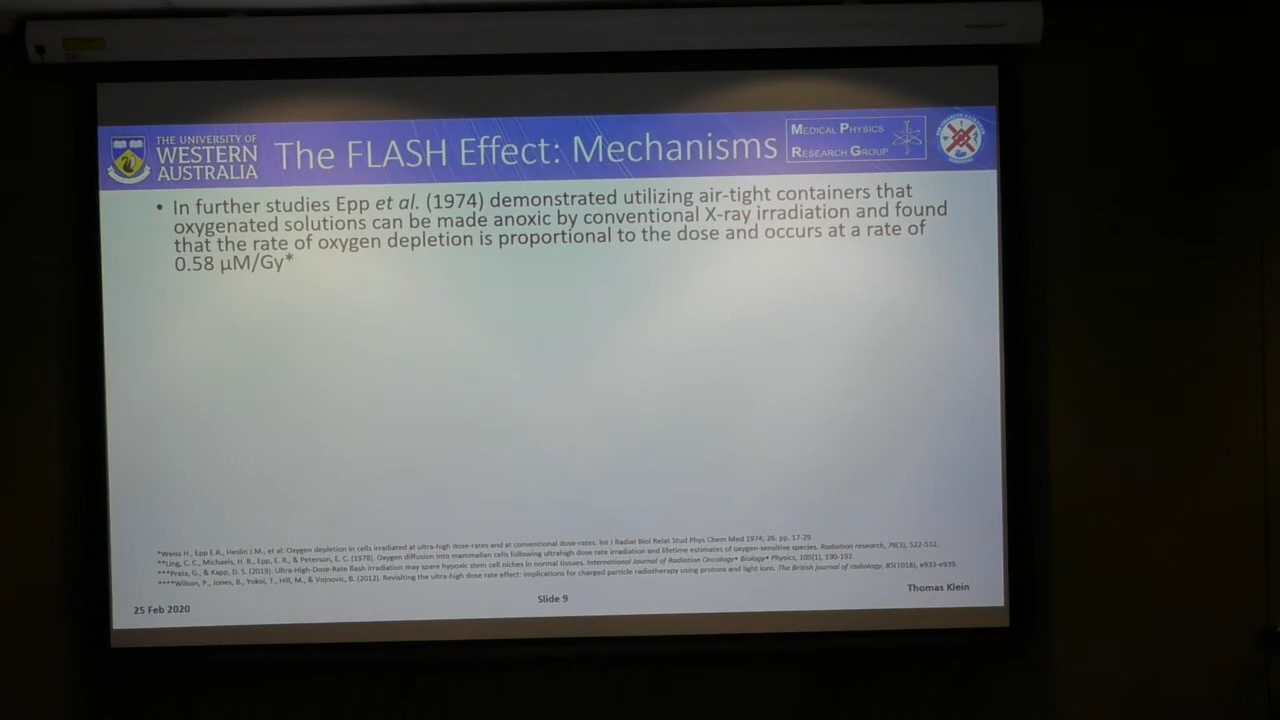 THE UNIVERSITY OF
WESTERN
AUSTRALIA
The FLASH Effect: Mechanisms
MEDICAL PHYSICS
RESEARCH GROUP
• In further studies Epp et al. (1974) demonstrated utilizing air-tight containers that
oxygenated solutions can be made anoxic by conventional X-ray irradiation and found
that the rate of oxygen depletion is proportional to the dose and occurs at a rate of
0.58 µM/Gy*
*Weiss H., Epp E.R., Heslin J.M., et al: Oxygen depletion in cells irradiated at ultra-high dose-rates and at conventional dose-rates. Int J Radiat Biol Relat Stud Phys Chem Med 1974; 26: pp. 17-29
**Ling, C. C., Michaels, H. B., Epp, E. R., & Peterson, E. C. (1978). Oxygen diffusion into mammalian cells following ultrahigh dose rate irradiation and lifetime estimates of oxygen-sensitive species. Radiation research, 76(3), 522-532.
***Pratx, G., & Kapp, D. S. (2019). Ultra-High-Dose-Rate flash irradiation may spare hypoxic stem cell niches in normal tissues. International Journal of Radiation Oncology• Biology• Physics, 105(1), 190-192.
****Wilson, P., Jones, B., Yokoi, T., Hill, M., & Vojnovic, B. (2012). Revisiting the ultra-high dose rate effect: implications for charged particle radiotherapy using protons and light ions. The British journal of radiology, 85(1018), e933-e939.
25 Feb 2020
Slide 9
Thomas Klein